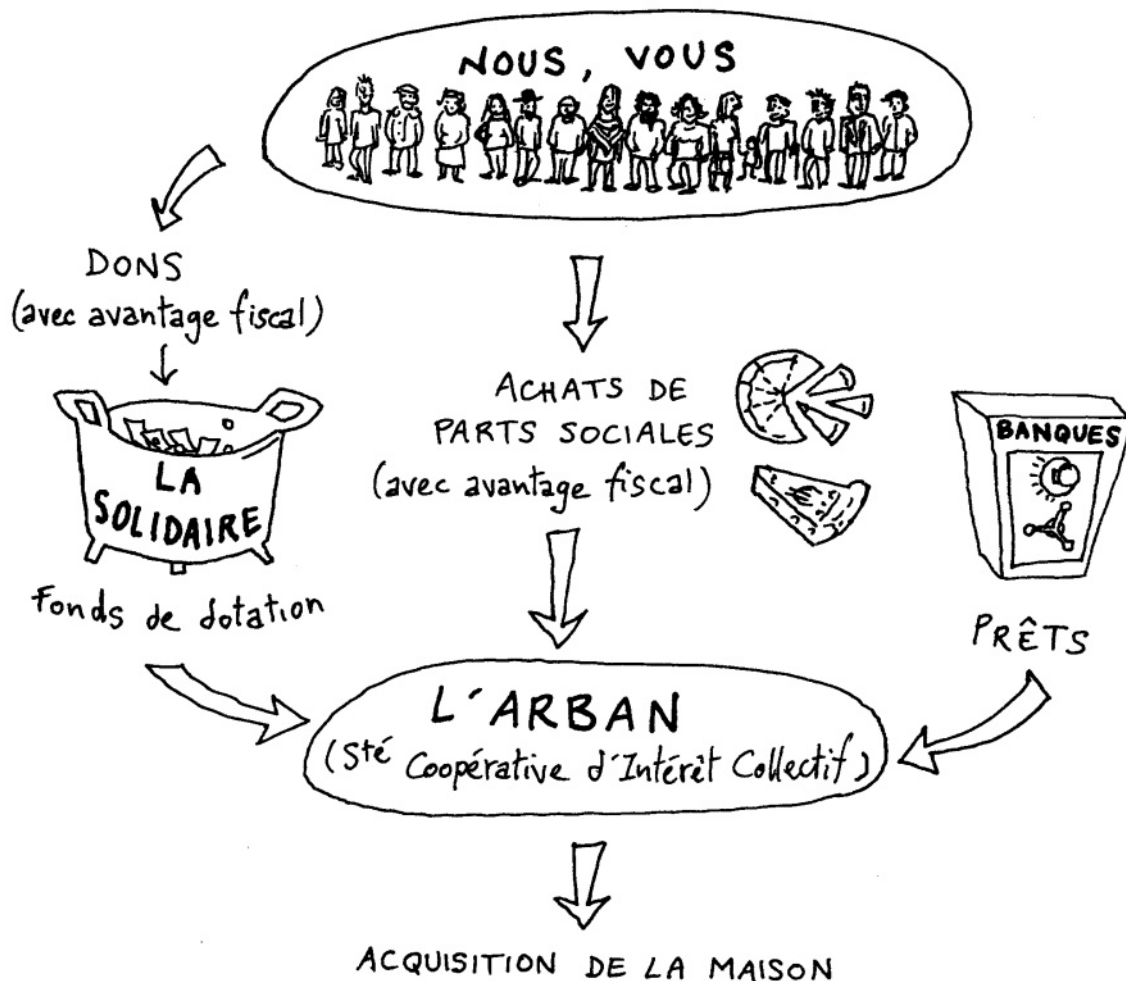 NOUS, VOUS
DONS
(avec avantage fiscal)
LA
SOLIDAIRE
Fonds de dotation
ACHATS DE
PARTS SOCIALES
(avec avantage fiscal)
BANQUES
PRÊTS
L'ARBAN
(Sté Coopérative d'Intérêt Collectif)
ACQUISITION DE LA MAISON